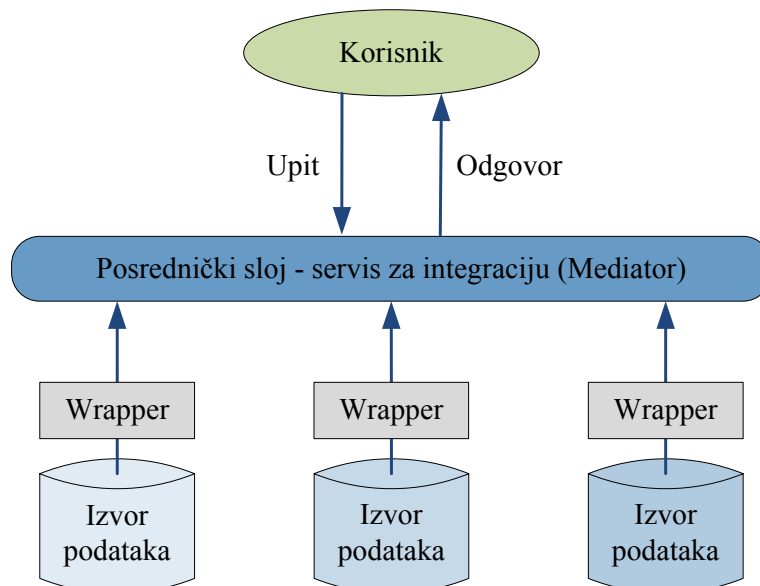 Korisnik
Upit
Odgovor
Posrednički sloj - servis za integraciju (Mediator)
Wrapper
Wrapper
Wrapper
Izvor
podataka
Izvor
podataka
Izvor
podataka